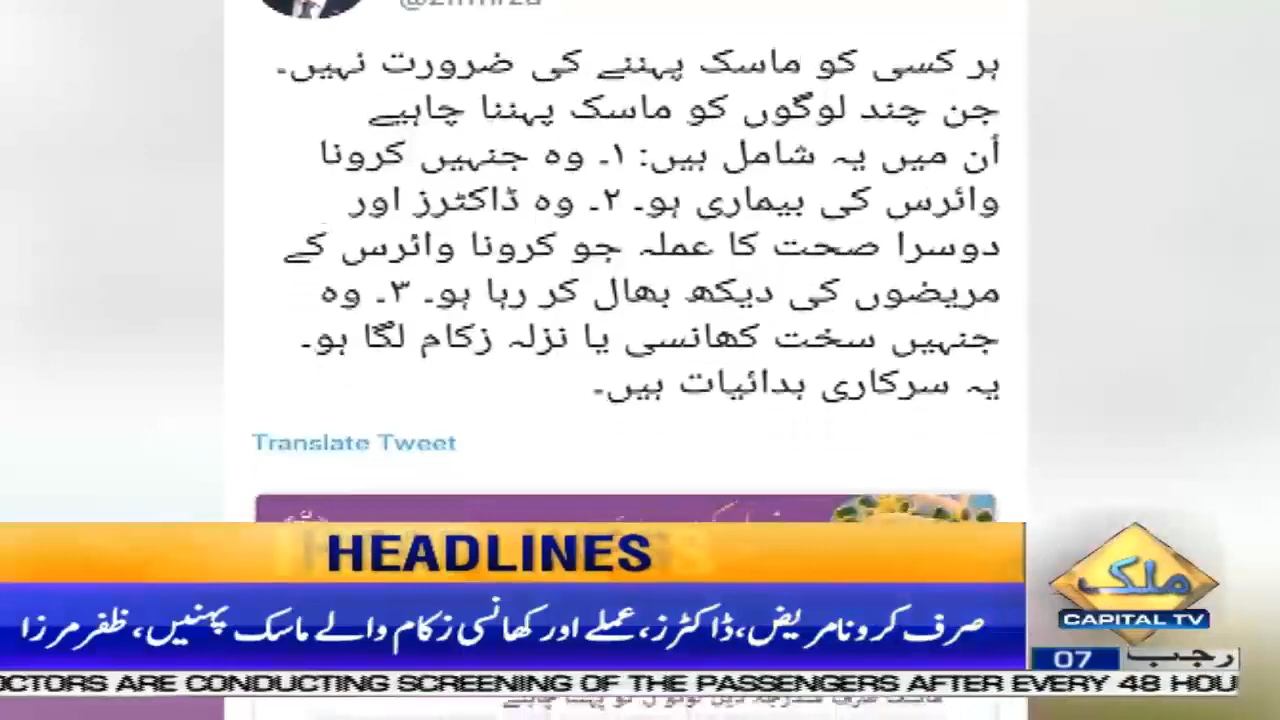 ہر کسی کو ماسک پہننے کی ضرورت نہیں۔
جن چند لوگوں کو ماسک پہننا چاہیے
اُن میں یہ شامل ہیں: ۱۔ وہ جنہیں کرونا
وائرس کی بیماری ہو۔ ۲۔ وہ ڈاکٹرز اور
دوسرا صحت کا عملہ جو کرونا وائرس کے
مریضوں کی دیکھ بھال کر رہا ہو۔ ۳۔ وہ
جنہیں سخت کھانسی یا نزلہ زکام لگا ہو۔
یہ سرکاری ہدائیات ہیں۔
Translate Tweet
HEADLINES
صرف کرونا مریض، ڈاکٹرز، عملے اور کھانسی زکام والے ماسک پہنیں، ظفر مرزا
ملک
CAPITAL TV
07 رجب
OCTORS ARE CONDUCTING SCREENING OF THE PASSENGERS AFTER EVERY 48 HOU